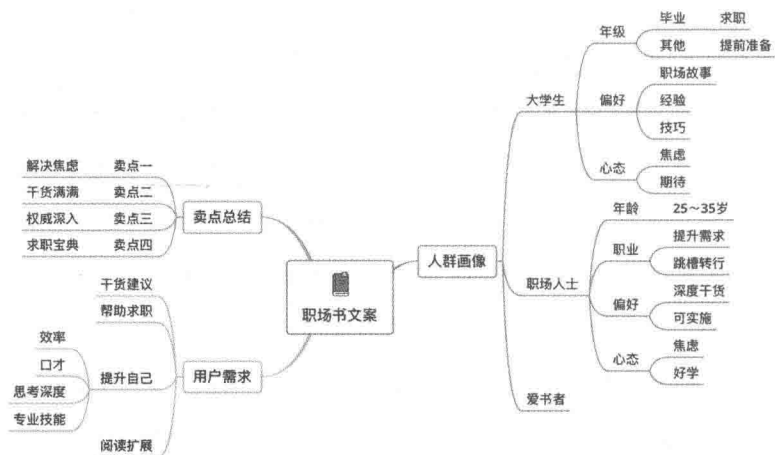 职场书文案
人群画像
大学生
年级
毕业 求职
其他 提前准备
偏好
职场故事
经验
技巧
心态
焦虑
期待
职场人士
年龄 25～35岁
职业
提升需求
跳槽转行
偏好
深度干货
可实施
心态
焦虑
好学
爱书者
卖点总结
解决焦虑 卖点一
干货满满 卖点二
权威深入 卖点三
求职宝典 卖点四
用户需求
干货建议
帮助求职
提升自己
效率
口才
思考深度
专业技能
阅读扩展